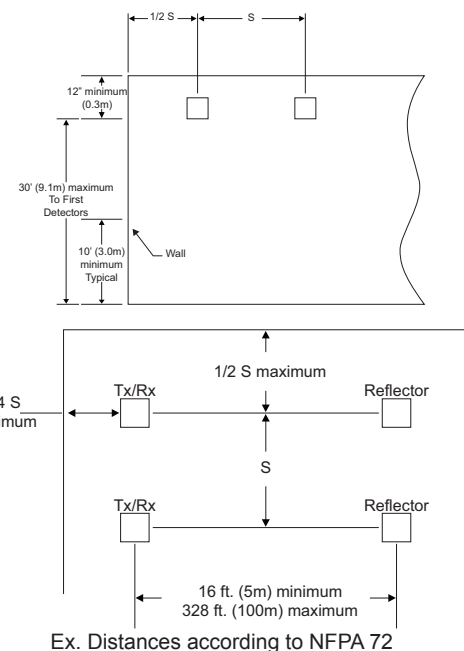 1/2 S
S
12" minimum
(0.3m)
30' (9.1m) maximum
To First
Detectors
10' (3.0m)
minimum
Typical
Wall
1/2 S maximum
4 S
Tx/Rx
Reflector
S
Tx/Rx
Reflector
16 ft. (5m) minimum
328 ft. (100m) maximum
Ex. Distances according to NFPA 72